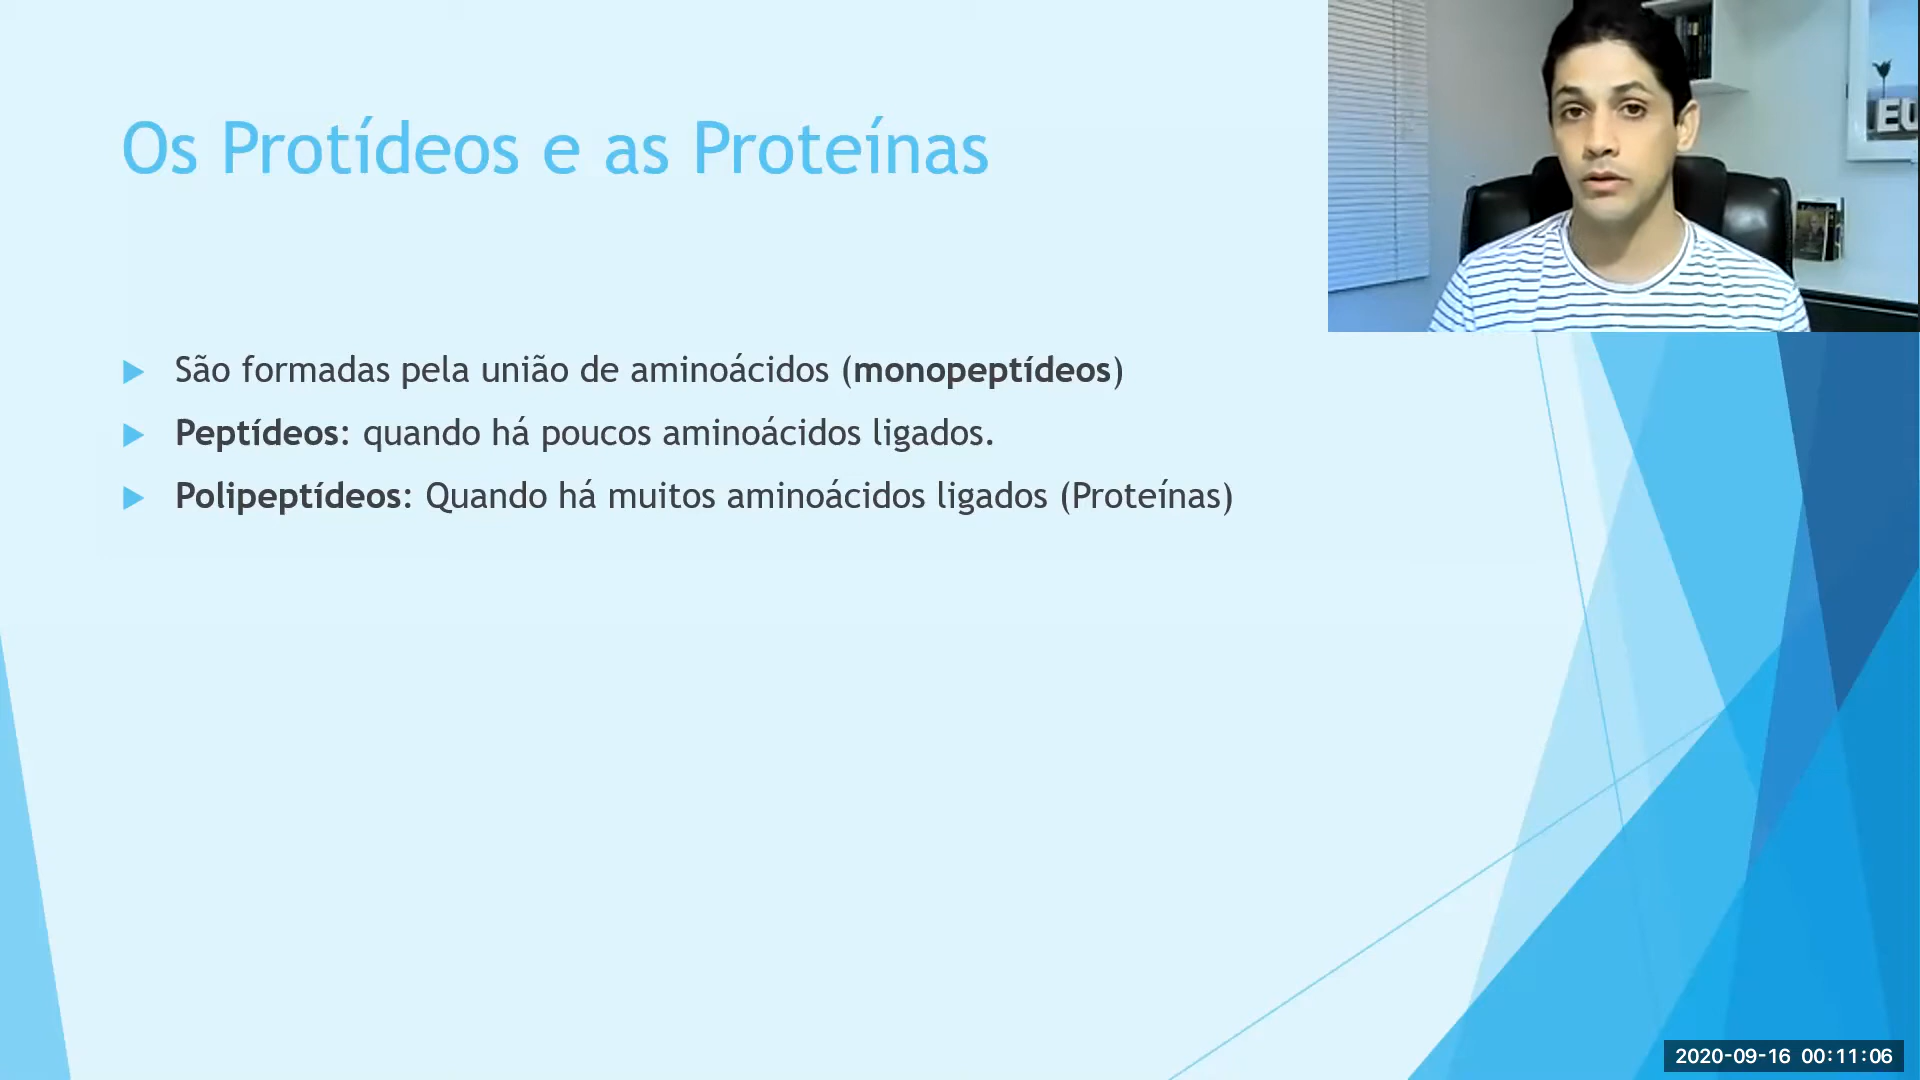 Os Protídeos e as Proteínas
São formadas pela união de aminoácidos (monopeptídeos)
Peptídeos: quando há poucos aminoácidos ligados.
Polipeptídeos: Quando há muitos aminoácidos ligados (Proteínas)
EU
2020-09-16 00:11:06